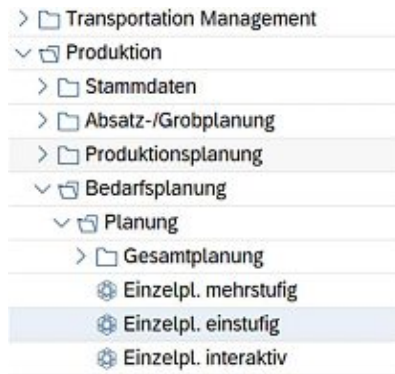 Transportation Management
Produktion
Stammdaten
Absatz-/Grobplanung
Produktionsplanung
Bedarfsplanung
Planung
Gesamtplanung
Einzelpl. mehrstufig
Einzelpl. einstufig
Einzelpl. interaktiv